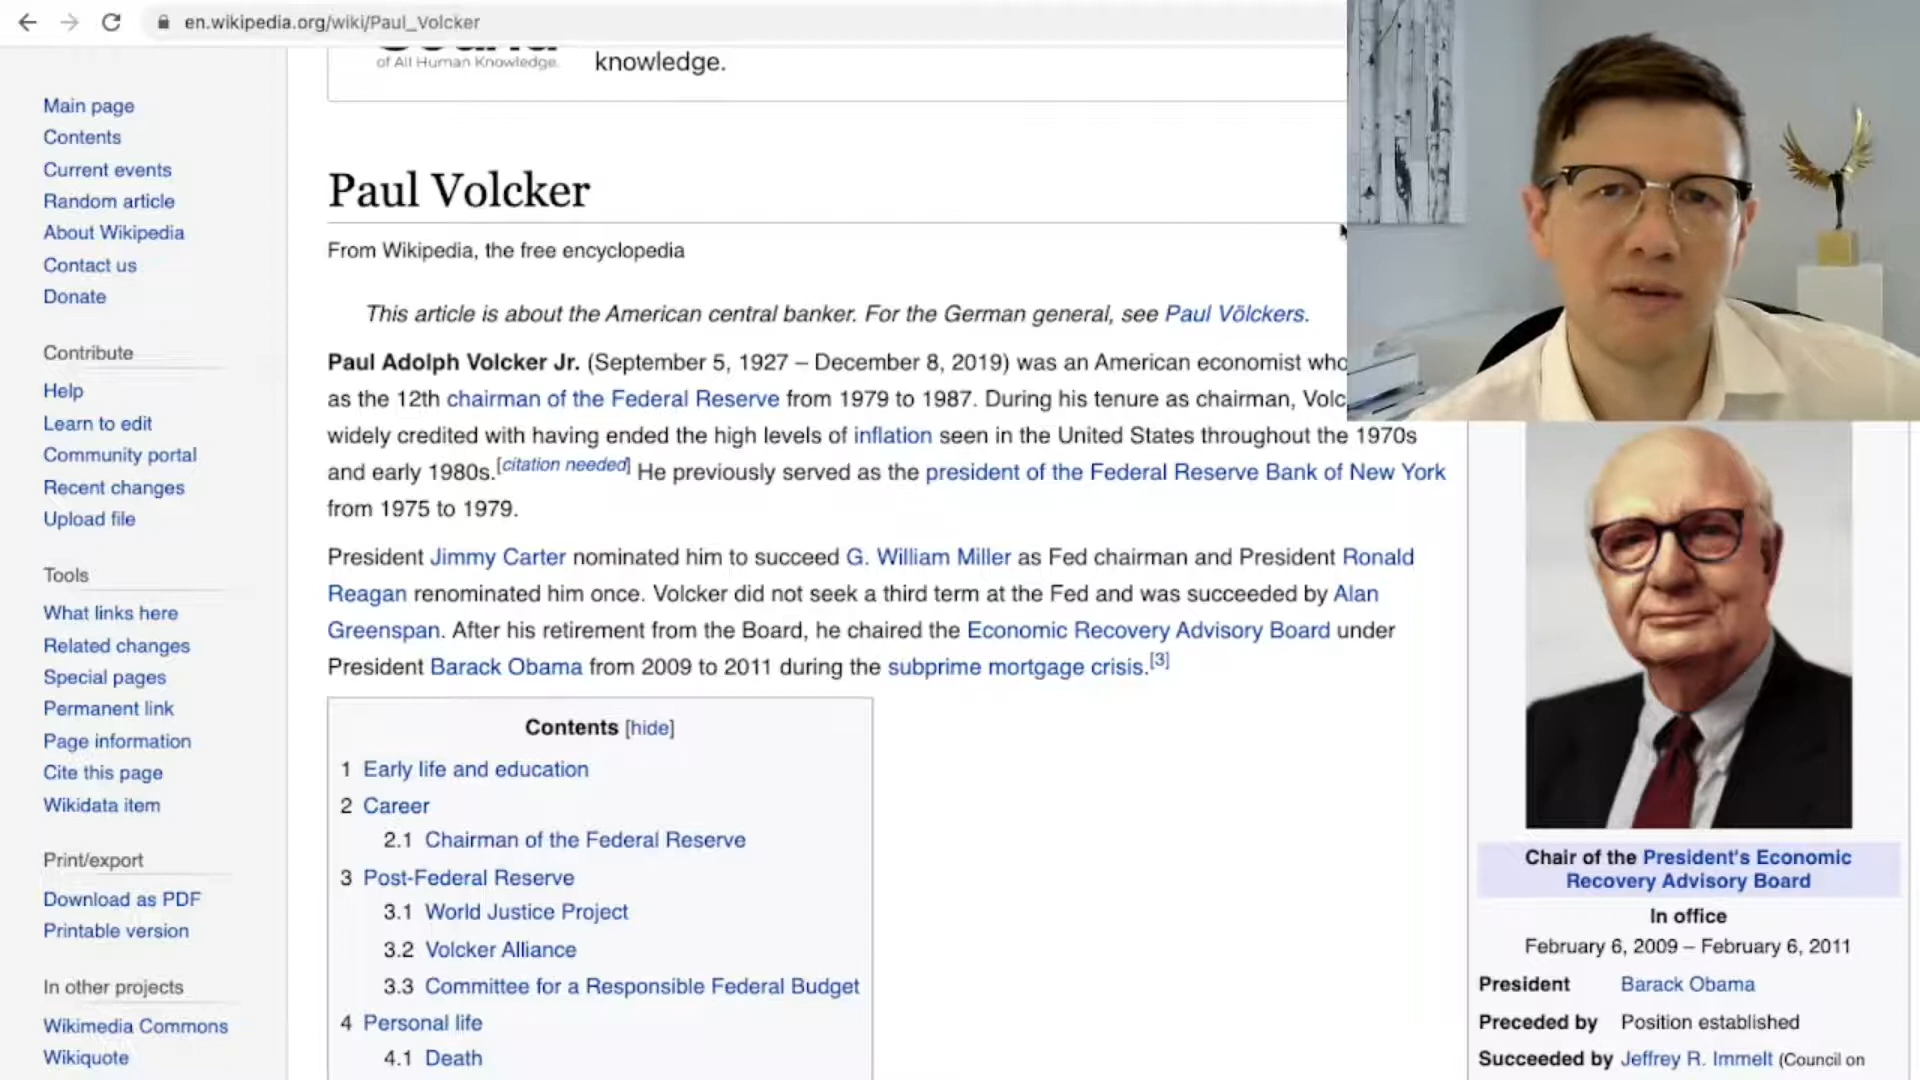 en.wikipedia.org/wiki/Paul_Volcker
of All Human Knowledge.
knowledge.
Main page
Contents
Current events
Random article
About Wikipedia
Contact us
Donate
Contribute
Help
Learn to edit
Community portal
Recent changes
Upload file
Tools
What links here
Related changes
Special pages
Permanent link
Page information
Cite this page
Wikidata item
Print/export
Download as PDF
Printable version
In other projects
Wikimedia Commons
Wikiquote
Paul Volcker
From Wikipedia, the free encyclopedia
This article is about the American central banker. For the German general, see Paul Völckers.
Paul Adolph Volcker Jr. (September 5, 1927 – December 8, 2019) was an American economist who
as the 12th chairman of the Federal Reserve from 1979 to 1987. During his tenure as chairman, Volc
widely credited with having ended the high levels of inflation seen in the United States throughout the 1970s
and early 1980s.[citation needed] He previously served as the president of the Federal Reserve Bank of New York
from 1975 to 1979.
President Jimmy Carter nominated him to succeed G. William Miller as Fed chairman and President Ronald
Reagan renominated him once. Volcker did not seek a third term at the Fed and was succeeded by Alan
Greenspan. After his retirement from the Board, he chaired the Economic Recovery Advisory Board under
President Barack Obama from 2009 to 2011 during the subprime mortgage crisis.[3]
Contents [hide]
1 Early life and education
2 Career
2.1 Chairman of the Federal Reserve
3 Post-Federal Reserve
3.1 World Justice Project
3.2 Volcker Alliance
3.3 Committee for a Responsible Federal Budget
4 Personal life
4.1 Death
Chair of the President's Economic
Recovery Advisory Board
In office
February 6, 2009 – February 6, 2011
President Barack Obama
Preceded by Position established
Succeeded by Jeffrey R. Immelt (Council on